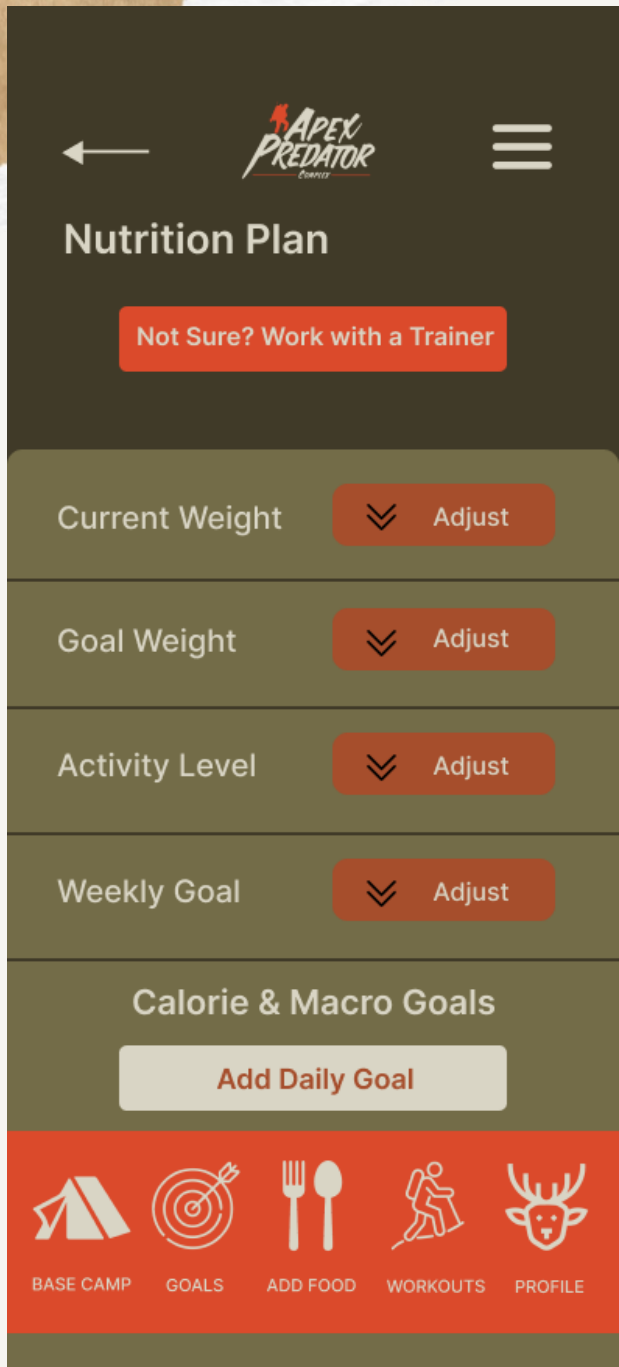 APEX
PREDATOR
COMPLEX
Nutrition Plan
Not Sure? Work with a Trainer
Current Weight Adjust
Goal Weight Adjust
Activity Level Adjust
Weekly Goal Adjust
Calorie & Macro Goals
Add Daily Goal
BASE CAMP GOALS ADD FOOD WORKOUTS PROFILE